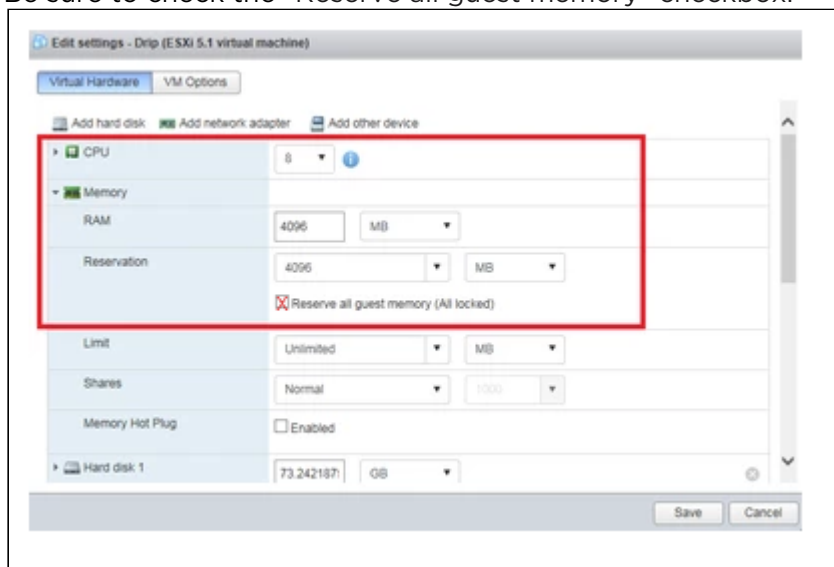 Be sure to check the "Reserve all guest memory" checkbox.
Edit settings - Drip (ESXi 5.1 virtual machine)
Virtual Hardware VM Options
Add hard disk Add network adapter Add other device
CPU 8
Memory
RAM 4096 MB
Reservation 4096 MB
Reserve all guest memory (All locked)
Limit Unlimited MB
Shares Normal 1000
Memory Hot Plug Enabled
Hard disk 1 73.242187 GB
Save Cancel